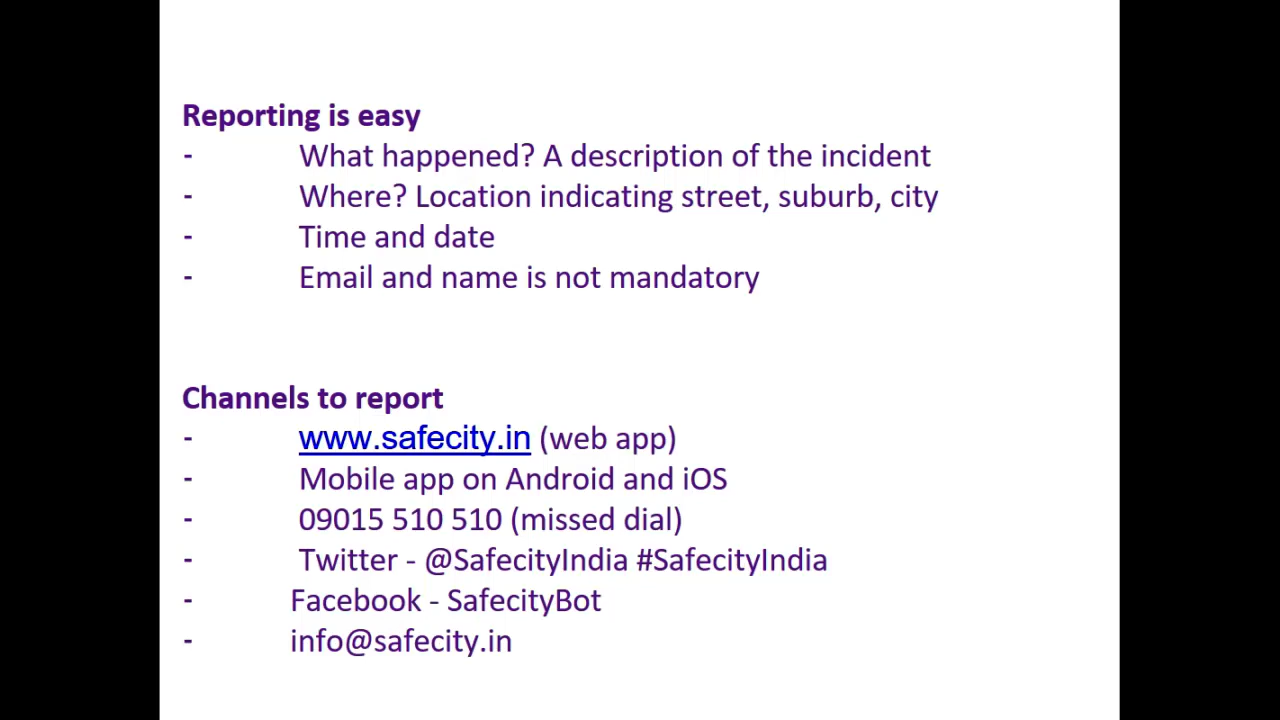 Reporting is easy
- What happened? A description of the incident
- Where? Location indicating street, suburb, city
- Time and date
- Email and name is not mandatory
Channels to report
- www.safecity.in (web app)
- Mobile app on Android and iOS
- 09015 510 510 (missed dial)
- Twitter - @SafecityIndia #SafecityIndia
- Facebook - SafecityBot
- info@safecity.in